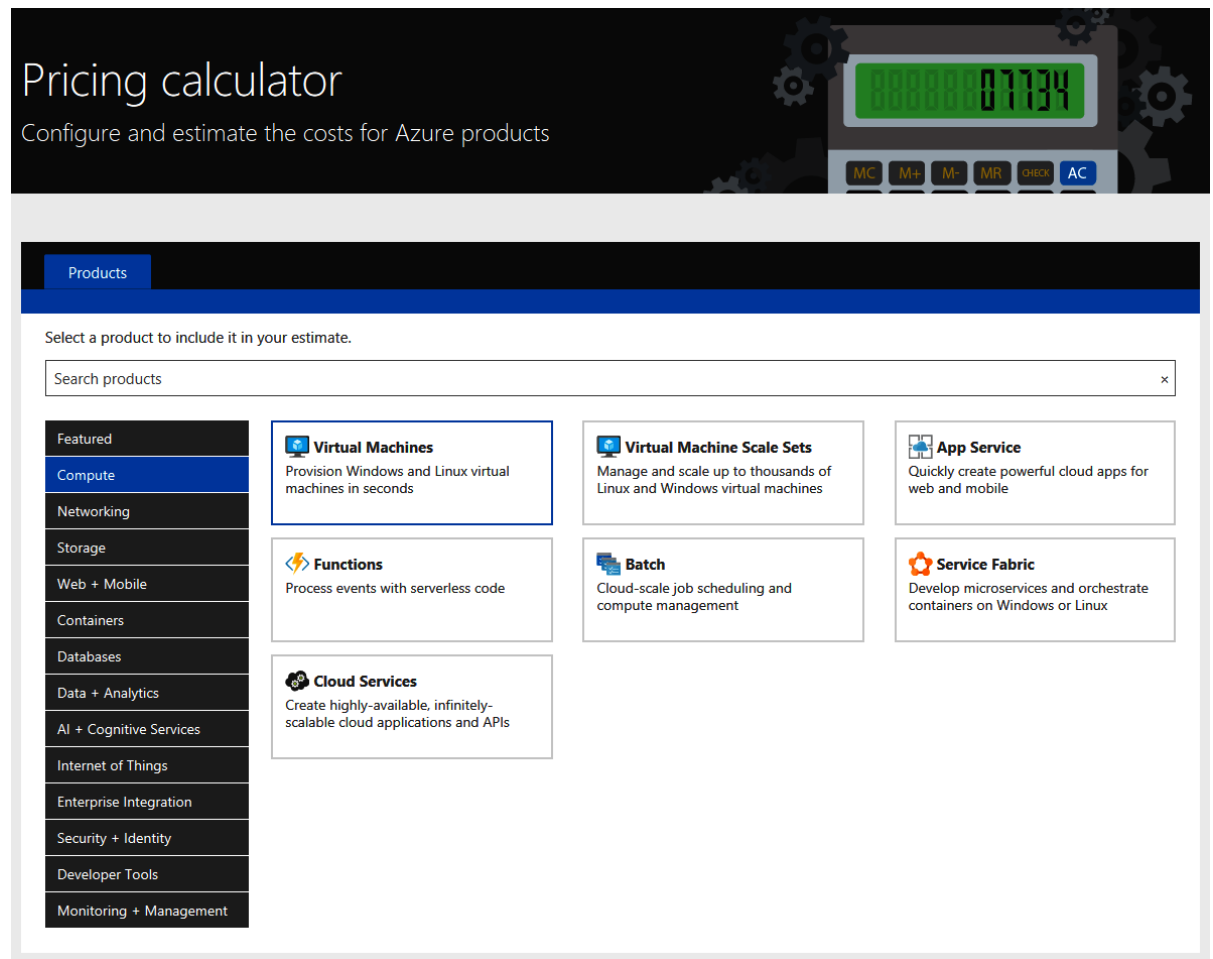 Pricing calculator
Configure and estimate the costs for Azure products
07734
MC M+ M- MR CHECK AC
Products
Select a product to include it in your estimate.
Search products ×
Featured
Compute
Networking
Storage
Web + Mobile
Containers
Databases
Data + Analytics
AI + Cognitive Services
Internet of Things
Enterprise Integration
Security + Identity
Developer Tools
Monitoring + Management
Virtual Machines
Provision Windows and Linux virtual
machines in seconds
Virtual Machine Scale Sets
Manage and scale up to thousands of
Linux and Windows virtual machines
App Service
Quickly create powerful cloud apps for
web and mobile
Functions
Process events with serverless code
Batch
Cloud-scale job scheduling and
compute management
Service Fabric
Develop microservices and orchestrate
containers on Windows or Linux
Cloud Services
Create highly-available, infinitely-
scalable cloud applications and APIs